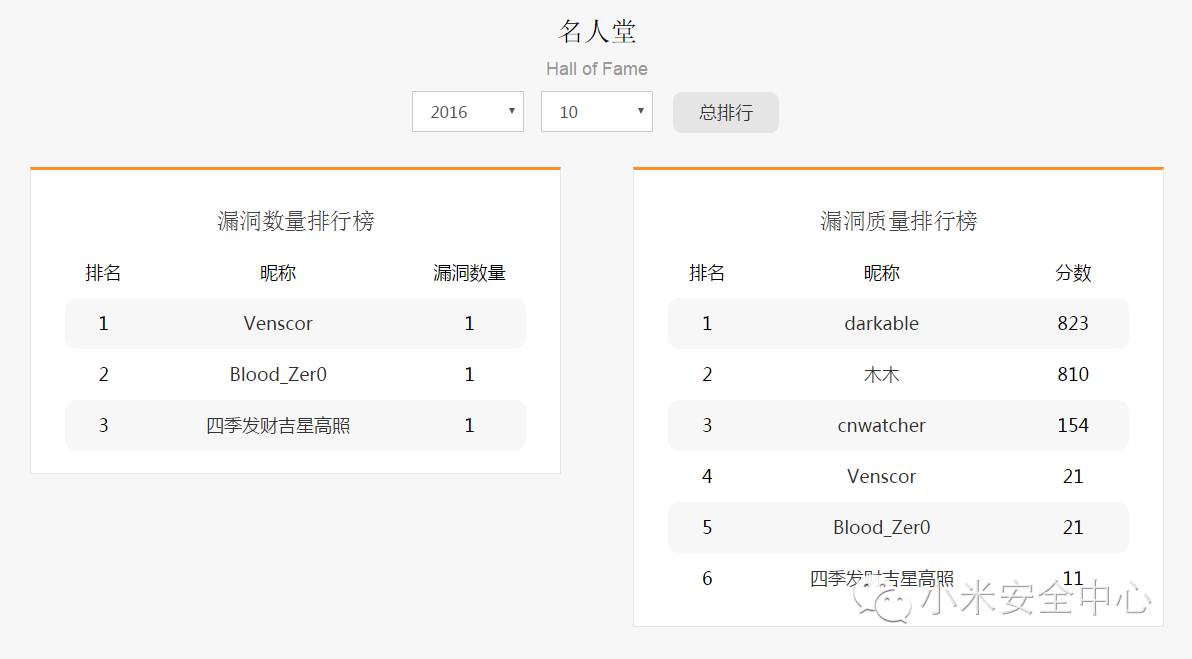 名人堂
Hall of Fame
2016 10 总排行
漏洞数量排行榜
排名 昵称 漏洞数量
1 Venscor 1
2 Blood_Zer0 1
3 四季发财吉星高照 1
漏洞质量排行榜
排名 昵称 分数
1 darkable 823
2 木木 810
3 cnwatcher 154
4 Venscor 21
5 Blood_Zer0 21
6 四季发财吉星高照 11
小米安全中心